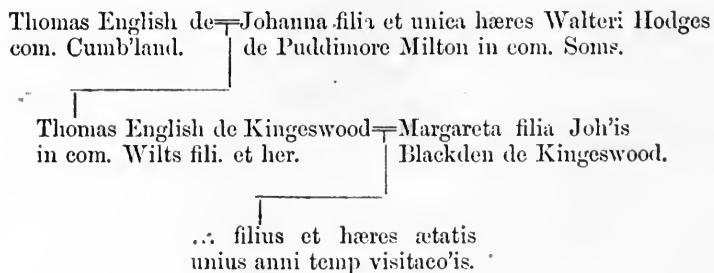 Thomas English de Johanna filia et unica hæres Walteri Hodges
com. Cumb'land. de Puddimore Milton in com. Soms.
Thomas English de Kingeswood Margareta filia Joh'is
in com. Wilts fili. et her. Blackden de Kingeswood.
.·. filius et hæres ætatis
unius anni temp visitaco'is.